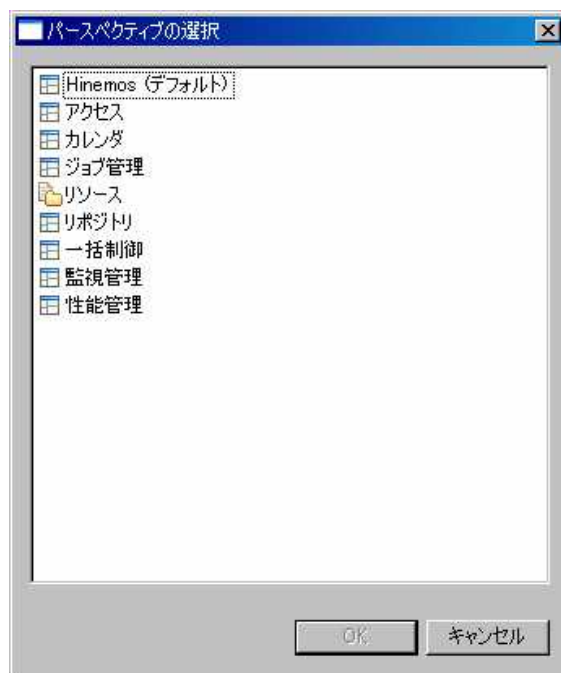 パースペクティブの選択
Hinemos (デフォルト)
アクセス
カレンダ
ジョブ管理
リソース
リポジトリ
一括制御
監視管理
性能管理
OK
キャンセル